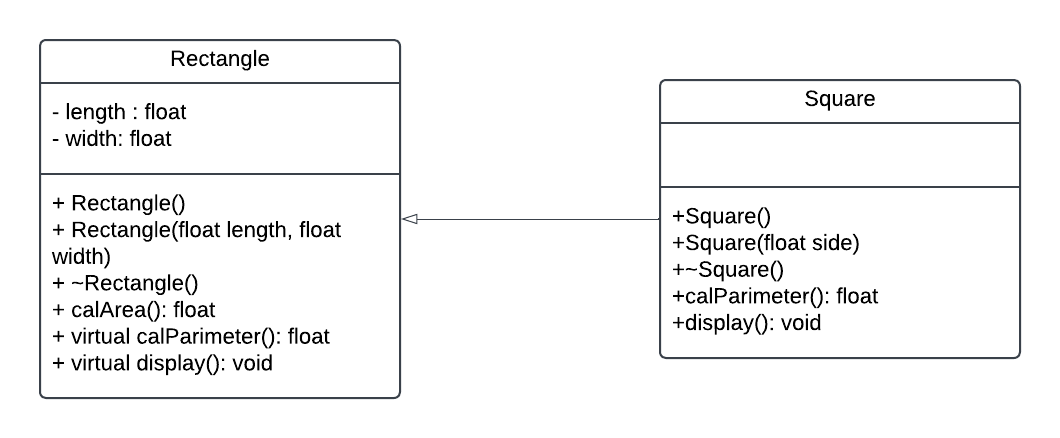 Rectangle
- length : float
- width: float
+ Rectangle()
+ Rectangle(float length, float
width)
+ ~Rectangle()
+ calArea(): float
+ virtual calParimeter(): float
+ virtual display(): void
Square
+Square()
+Square(float side)
+~Square()
+calParimeter(): float
+display(): void